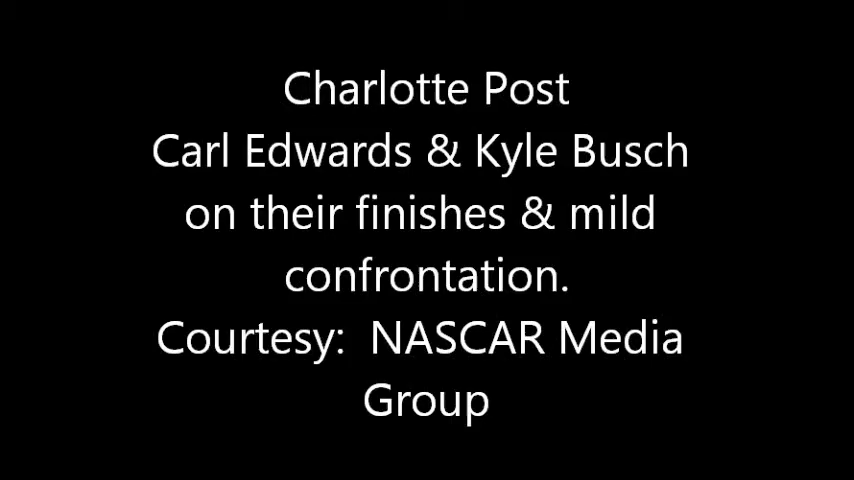 Charlotte Post
Carl Edwards & Kyle Busch
on their finishes & mild
confrontation.
Courtesy:  NASCAR Media
Group